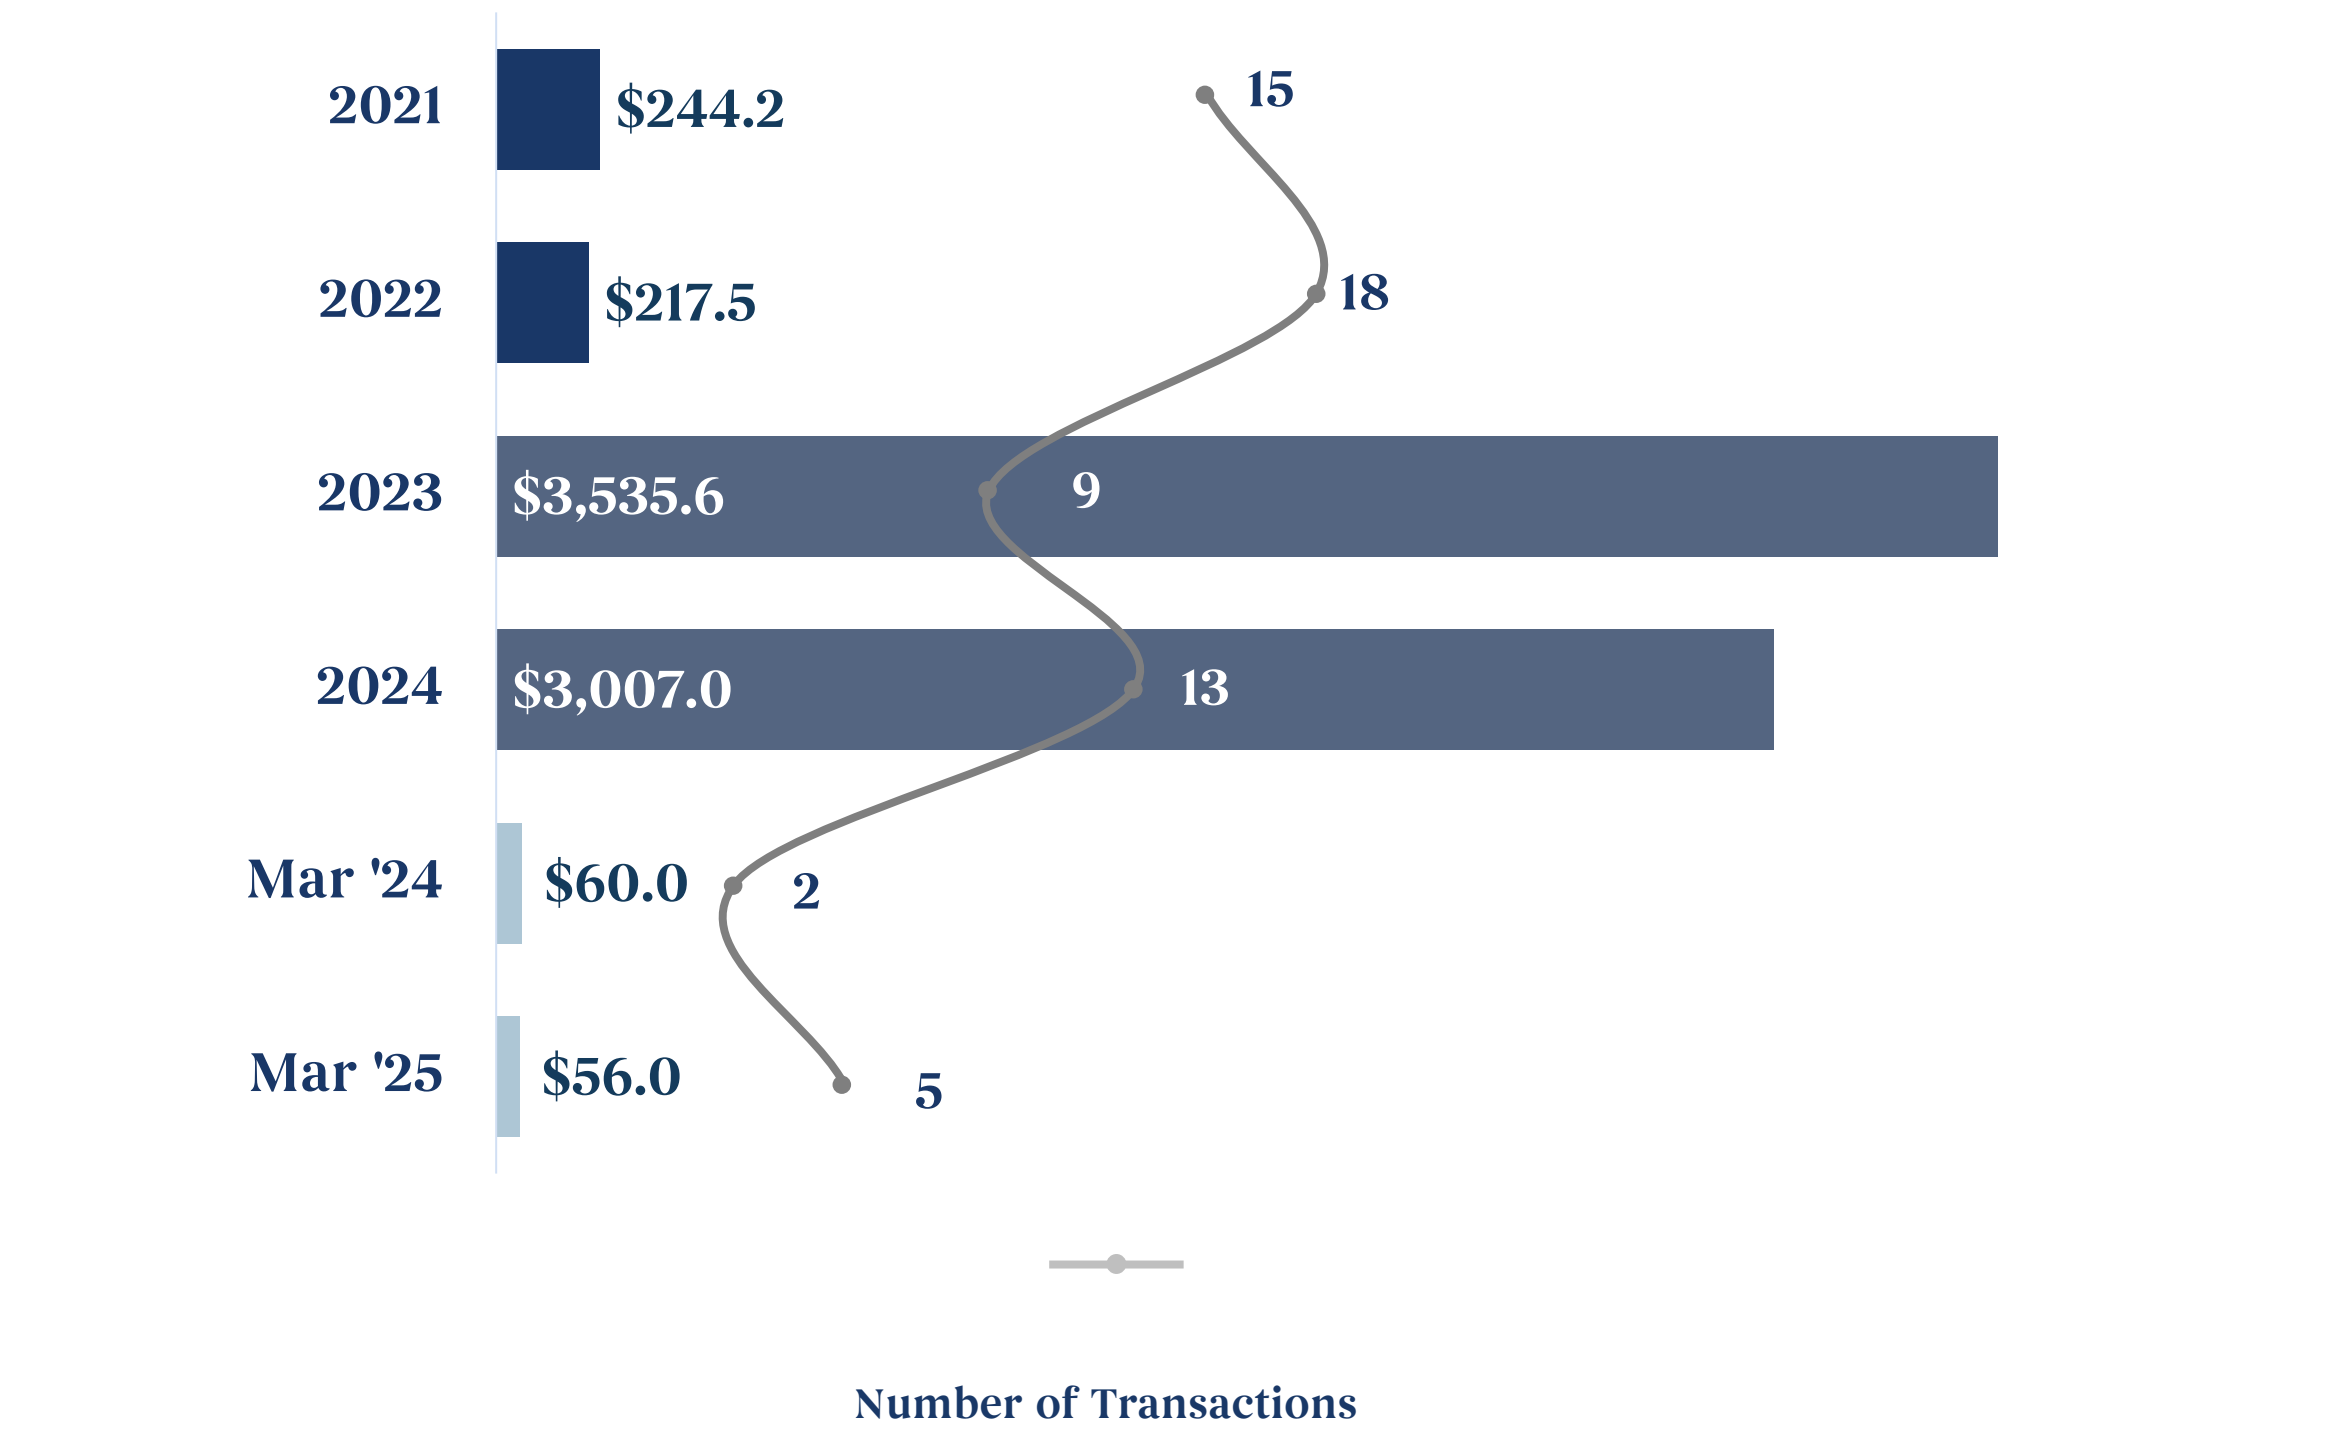 2021 $244.2 15
2022 $217.5 18
2023 $3,535.6 9
2024 $3,007.0 13
Mar '24 $60.0 2
Mar '25 $56.0 5
Number of Transactions